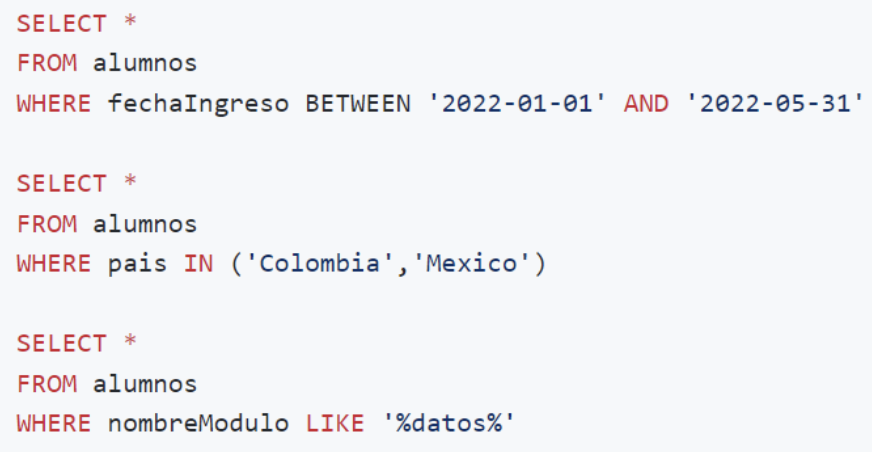 SELECT *
FROM alumnos
WHERE fechaIngreso BETWEEN '2022-01-01' AND '2022-05-31'
SELECT *
FROM alumnos
WHERE pais IN ('Colombia','Mexico')
SELECT *
FROM alumnos
WHERE nombreModulo LIKE '%datos%'